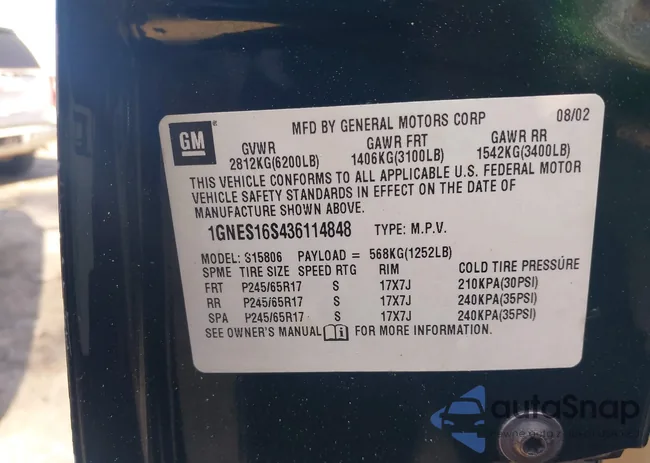 MFD BY GENERAL MOTORS CORP 08/02
GM
GVWR GAWR FRT GAWR RR
2812KG(6200LB) 1406KG(3100LB) 1542KG(3400LB)
THIS VEHICLE CONFORMS TO ALL APPLICABLE U.S. FEDERAL MOTOR
VEHICLE SAFETY STANDARDS IN EFFECT ON THE DATE OF
MANUFACTURE SHOWN ABOVE.
1GNES16S436114848 TYPE: M.P.V.
MODEL: S15806 PAYLOAD = 568KG(1252LB)
SPME TIRE SIZE SPEED RTG RIM COLD TIRE PRESSURE
FRT P245/65R17 S 17X7J 210KPA(30PSI)
RR P245/65R17 S 17X7J 240KPA(35PSI)
SPA P245/65R17 S 17X7J 240KPA(35PSI)
SEE OWNER'S MANUAL FOR MORE INFORMATION.
autoSnap